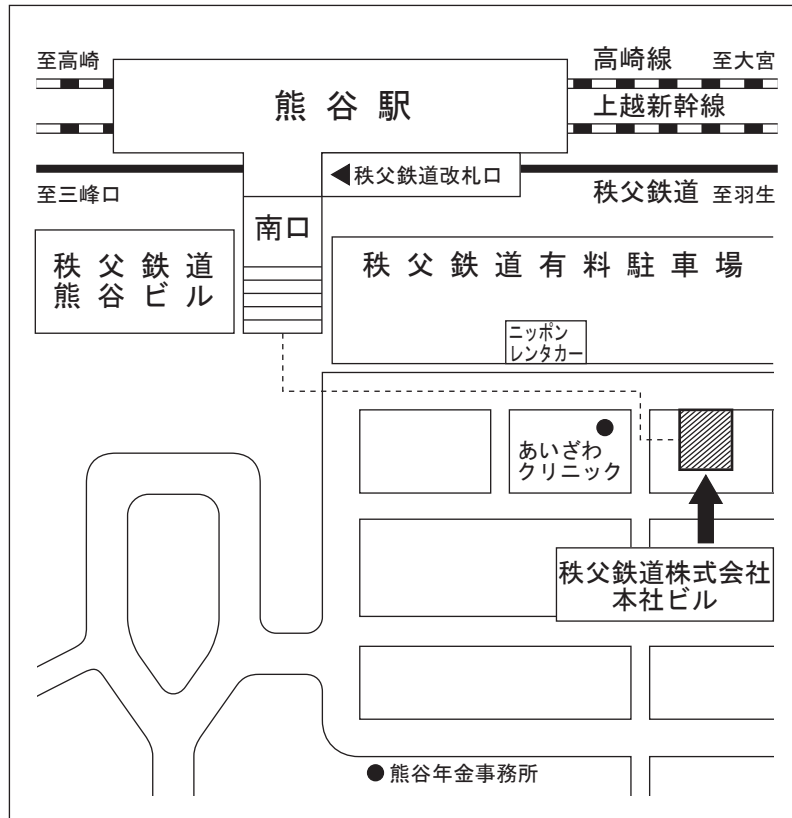 至高崎
高崎線
至大宮
熊谷駅
上越新幹線
◀秩父鉄道改札口
至三峰口
秩父鉄道
至羽生
南口
秩父鉄道
熊谷ビル
秩父鉄道有料駐車場
ニッポン
レンタカー
あいざわ
クリニック
秩父鉄道株式会社
本社ビル
熊谷年金事務所